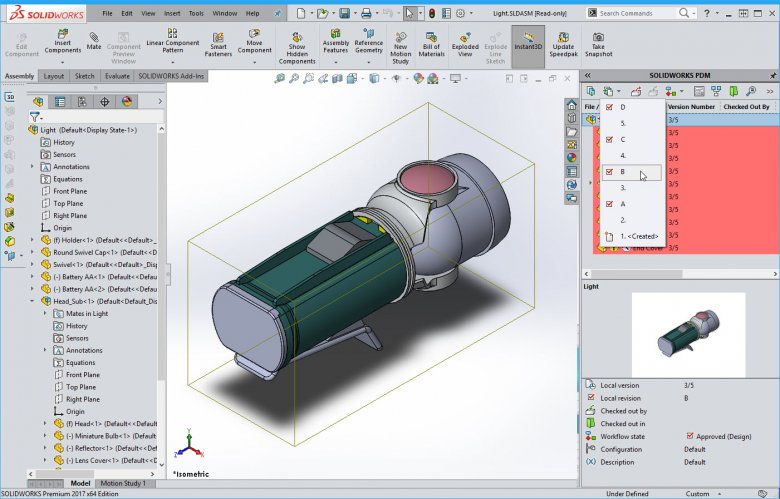 SOLIDWORKS
Light.SLDASM [Read-only]
Search Commands
Edit Component
Insert Components
Mate
Component Preview Window
Linear Component Pattern
Smart Fasteners
Move Component
Show Hidden Components
Assembly Features
Reference Geometry
New Motion Study
Bill of Materials
Exploded View
Explode Line Sketch
Instant3D
Update Speedpak
Take Snapshot
Assembly Layout Sketch Evaluate SOLIDWORKS Add-Ins
Light (Default<Display State-1>)
History
Sensors
Annotations
Equations
Front Plane
Top Plane
Right Plane
Origin
(f) Holder<1> (Default<<Default>_
Round Swivel Cap<1> (Default<<De
Swivel<1> (Default<<Default>_Disp
(-) Battery AA<1> (Default<<Defaul
(-) Battery AA<2> (Default<<Defaul
Head_Sub<1> (Default<Default_Dis
Mates in Light
History
Sensors
Annotations
Equations
Front Plane
Top Plane
Right Plane
Origin
(f) Head<1> (Default<<Default>
(-) Miniature Bulb<1> (Default<
(-) Reflector<1> (Default<<Def
(-) Lens Cover<1> (Default<<De
*Isometric
Model Motion Study 1
SOLIDWORKS Premium 2017 x64 Edition
Under Defined
Custom
SOLIDWORKS PDM
File /
Version Number
Checked Out By
D
5.
C
4.
B
3.
A
2.
1. <Created>
3/5
3/5
3/5
3/5
3/5
3/5
3/5
3/5
3/5
3/5
End Cover 3/5
Light
Local version 3/5
Local revision B
Checked out by
Checked out in
Workflow state Approved (Design)
Configuration Default
Description Default